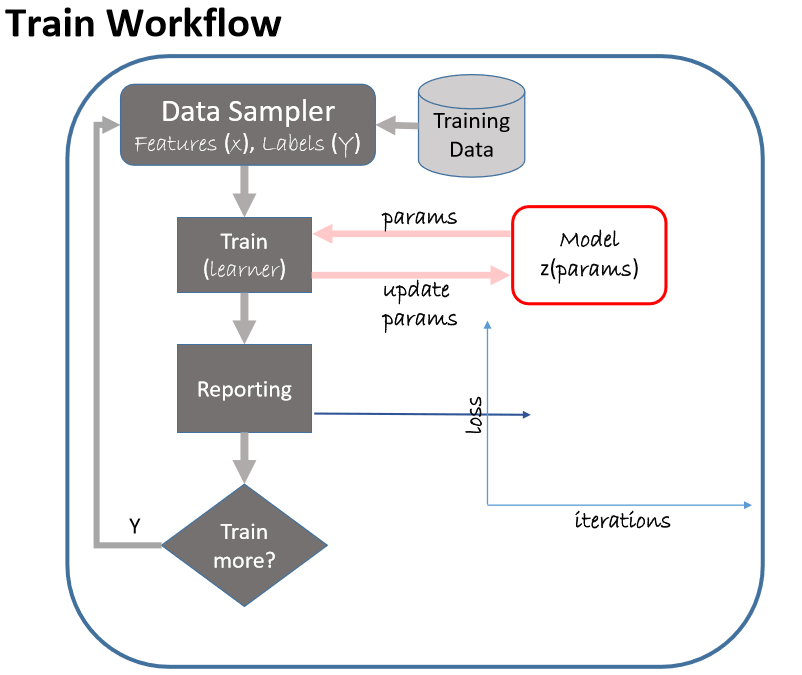 Train Workflow
Data Sampler
Features (x), Labels (Y)
Training
Data
Train
(learner)
params
update
params
Model
z(params)
Reporting
loss
iterations
Train
more?
Y